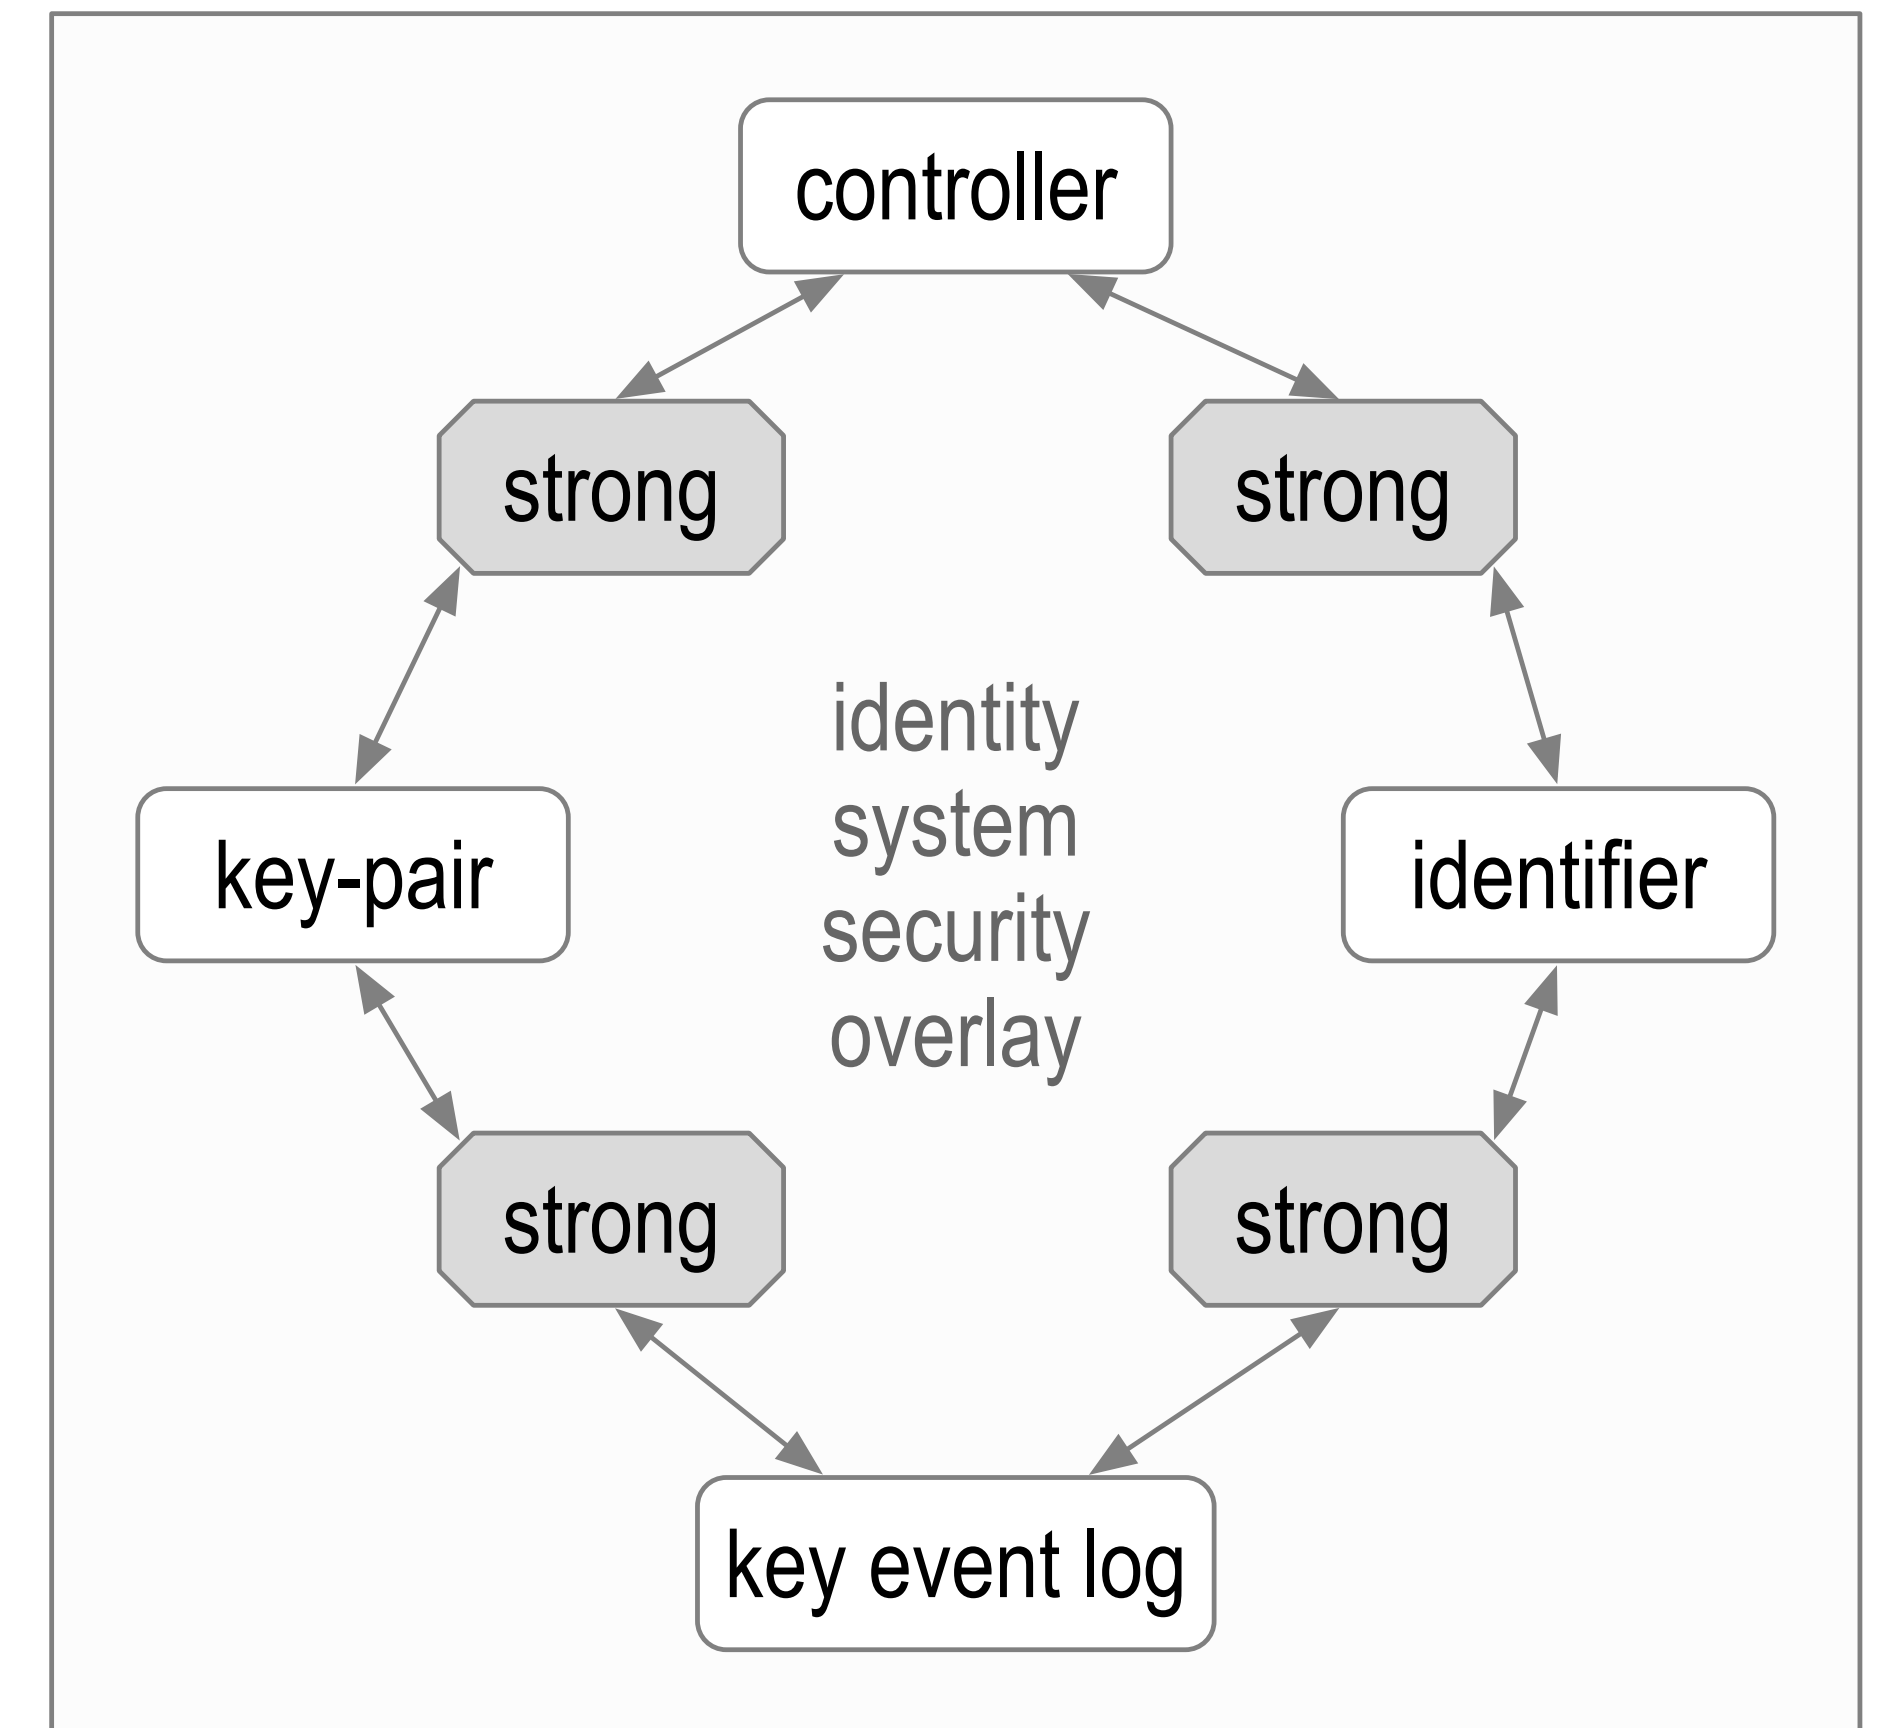 controller
strong
strong
identity
system
security
overlay
key-pair
identifier
strong
strong
key event log